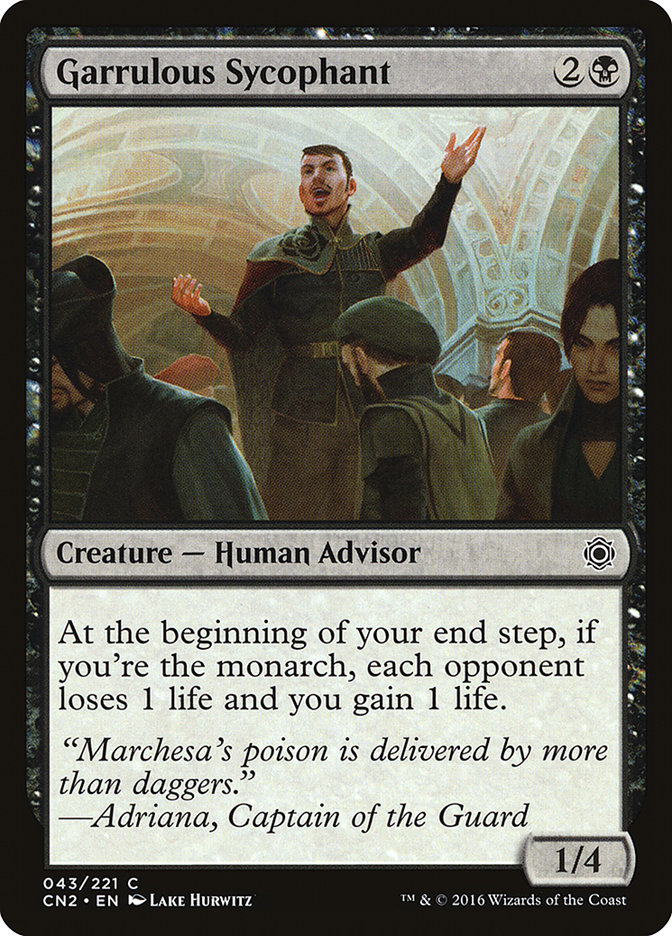 Garrulous Sycophant 2
Creature — Human Advisor
At the beginning of your end step, if
you're the monarch, each opponent
loses 1 life and you gain 1 life.
“Marchesa's poison is delivered by more
than daggers.”
—Adriana, Captain of the Guard
1/4
043/221 C
CN2 • EN Lake Hurwitz
™ & © 2016 Wizards of the Coast